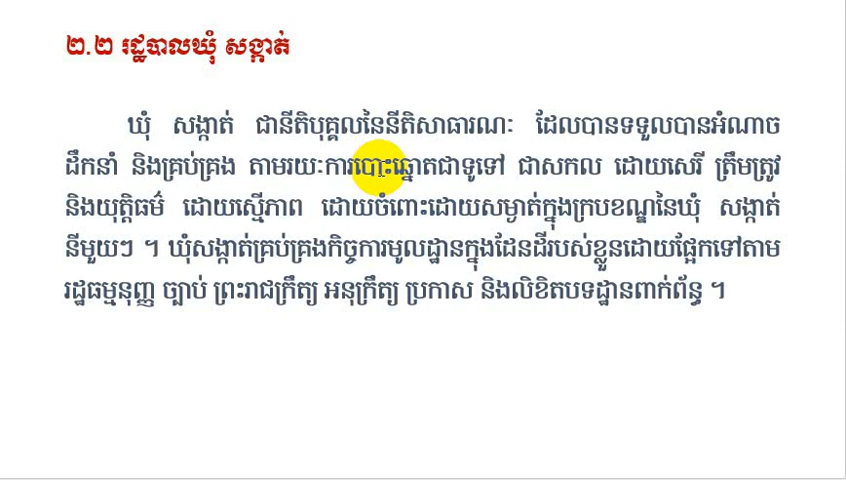 ២.២ រដ្ឋបាលឃុំ សង្កាត់
ឃុំ សង្កាត់ ជានីតិបុគ្គលនៃនីតិសាធារណៈ ដែលបានទទួលបានអំណាច
ដឹកនាំ និងគ្រប់គ្រង តាមរយៈការបោះឆ្នោតជាទូទៅ ជាសកល ដោយសេរី ត្រឹមត្រូវ
និងយុត្តិធម៌ ដោយស្មើភាព ដោយចំពោះដោយសម្ងាត់ក្នុងក្របខណ្ឌនៃឃុំ សង្កាត់
នីមួយៗ ។ ឃុំសង្កាត់គ្រប់គ្រងកិច្ចការមូលដ្ឋានក្នុងដែនដីរបស់ខ្លួនដោយផ្អែកទៅតាម
រដ្ឋធម្មនុញ្ញ ច្បាប់ ព្រះរាជក្រឹត្យ អនុក្រឹត្យ ប្រកាស និងលិខិតបទដ្ឋានពាក់ព័ន្ធ ។